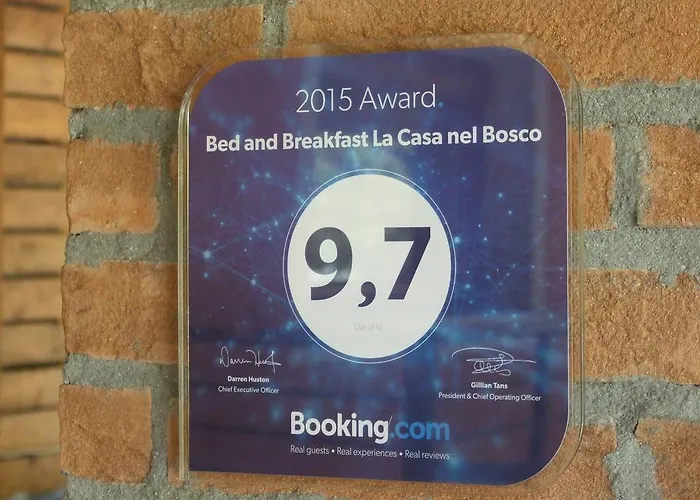 2015 Award
Bed and Breakfast La Casa nel Bosco
9,7
Out of 10
Darren Huston
Chief Executive Officer
Gillian Tans
President & Chief Operating Officer
Booking.com
Real guests • Real experiences • Real reviews